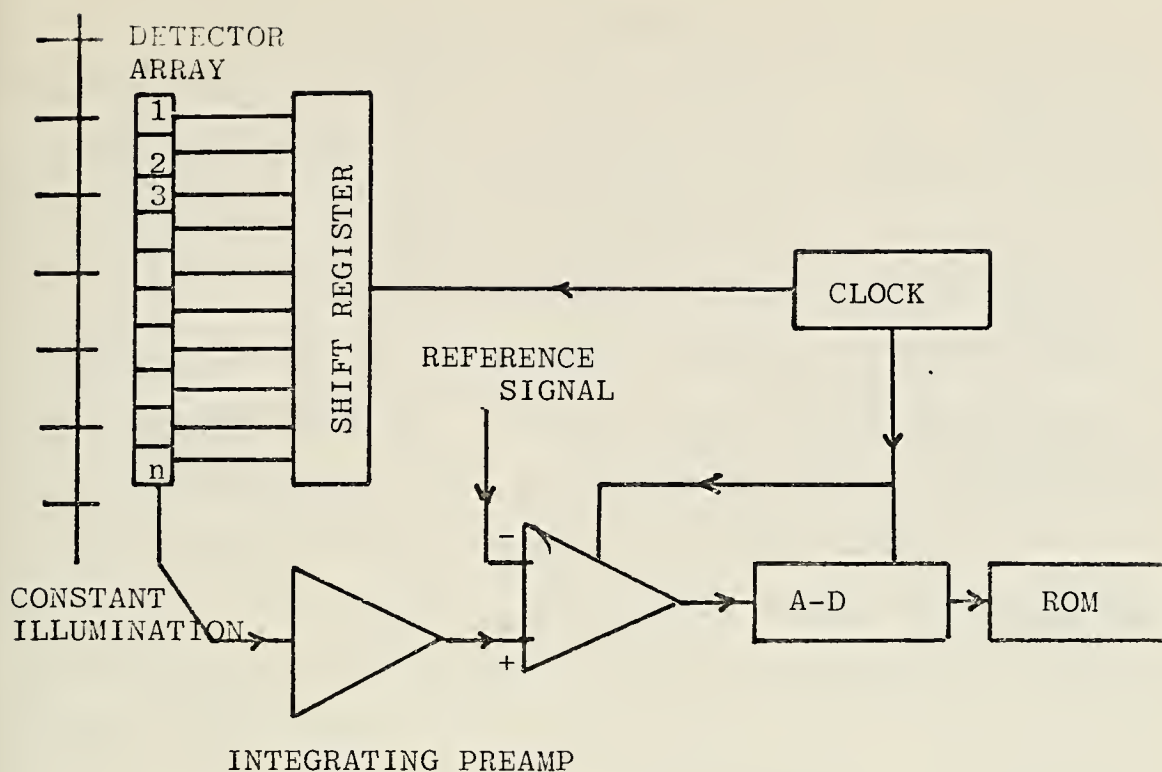 DETECTOR
ARRAY
1
2
3
n
SHIFT REGISTER
CLOCK
REFERENCE
SIGNAL
-
+
CONSTANT
ILLUMINATION
A-D
ROM
INTEGRATING PREAMP